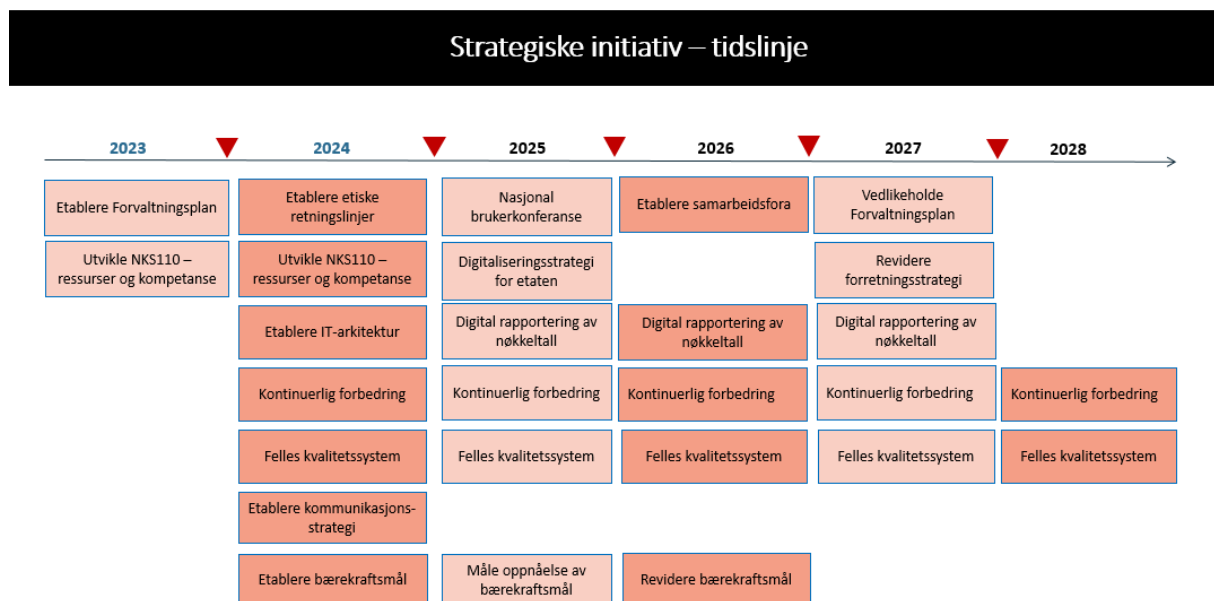 Strategiske initiativ – tidslinje
2023
2024
2025
2026
2027
2028
Etablere Forvaltningsplan
Etablere etiske
retningslinjer
Nasjonal
brukerkonferanse
Etablere samarbeidsfora
Vedlikeholde
Forvaltningsplan
Utvikle NKS110 –
ressurser og kompetanse
Utvikle NKS110 –
ressurser og kompetanse
Digitaliseringsstrategi
for etaten
Revidere
forretningsstrategi
Etablere IT-arkitektur
Digital rapportering av
nøkkeltall
Digital rapportering av
nøkkeltall
Digital rapportering av
nøkkeltall
Kontinuerlig forbedring
Kontinuerlig forbedring
Kontinuerlig forbedring
Kontinuerlig forbedring
Kontinuerlig forbedring
Felles kvalitetssystem
Felles kvalitetssystem
Felles kvalitetssystem
Felles kvalitetssystem
Felles kvalitetssystem
Etablere kommunikasjons-
strategi
Etablere bærekraftsmål
Måle oppnåelse av
bærekraftsmål
Revidere bærekraftsmål